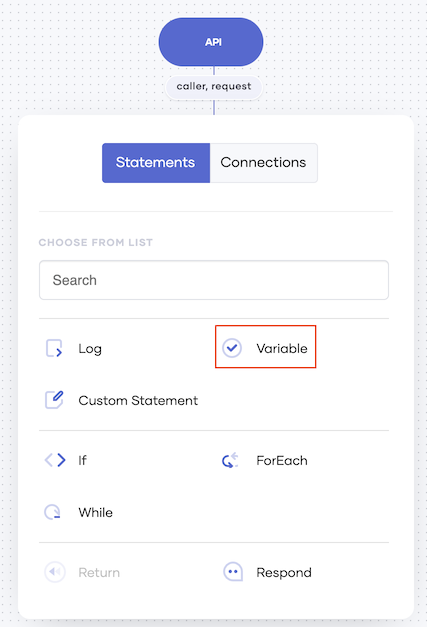 API
caller, request
Statements Connections
CHOOSE FROM LIST
Search
Log Variable
Custom Statement
If ForEach
While
Return Respond